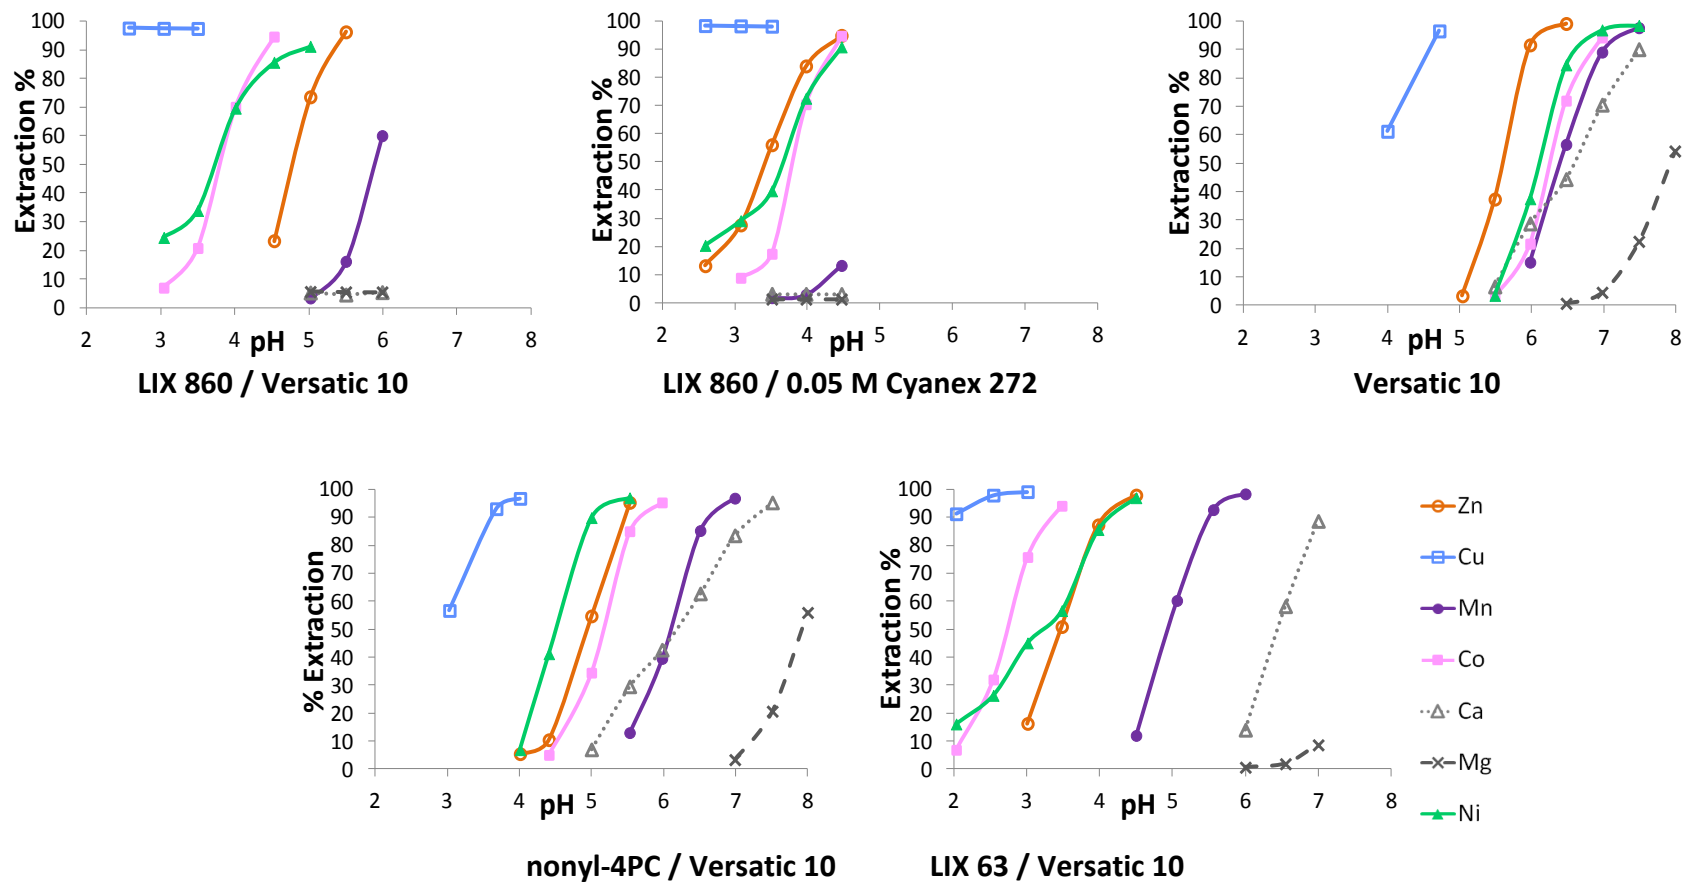 100
90
80
70
60
50
40
30
20
10
0
Extraction %
2 3 4 5 6 7 8
pH
LIX 860 / Versatic 10
100
90
80
70
60
50
40
30
20
10
0
Extraction %
2 3 4 5 6 7 8
pH
LIX 860 / 0.05 M Cyanex 272
100
90
80
70
60
50
40
30
20
10
0
Extraction %
2 3 4 5 6 7 8
pH
Versatic 10
100
90
80
70
60
50
40
30
20
10
0
% Extraction
2 3 4 5 6 7 8
pH
nonyl-4PC / Versatic 10
100
90
80
70
60
50
40
30
20
10
0
Extraction %
2 3 4 5 6 7 8
pH
LIX 63 / Versatic 10
Zn
Cu
Mn
Co
Ca
Mg
Ni